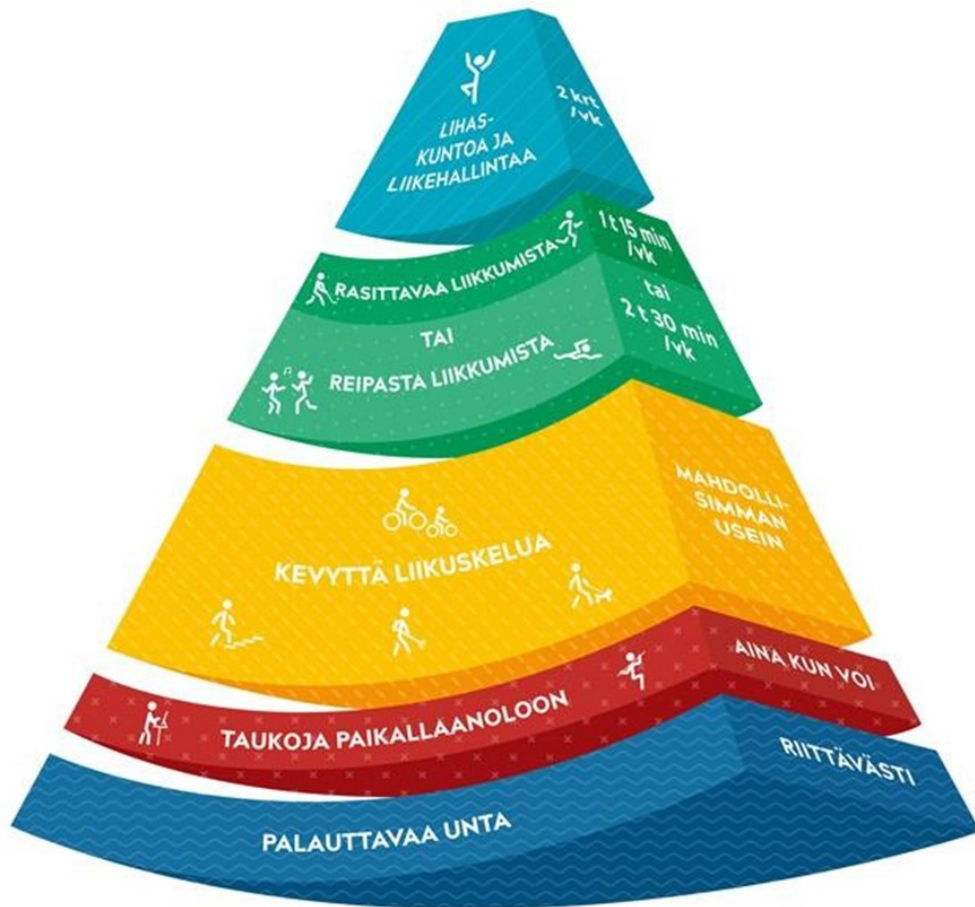 LIHAS-
KUNTOA JA
LIIKEHALLINTAA
2 krt
/vk
RASITTAVAA LIIKKUMISTA
1 t 15 min
/vk
TAI
tai
REIPASTA LIIKKUMISTA
2 t 30 min
/vk
KEVYTTÄ LIIKUSKELUA
MAHDOLLI-
SIMMAN
USEIN
TAUKOJA PAIKALLAANOLOON
AINA KUN VOI
PALAUTTAVAA UNTA
RIITTÄVÄSTI